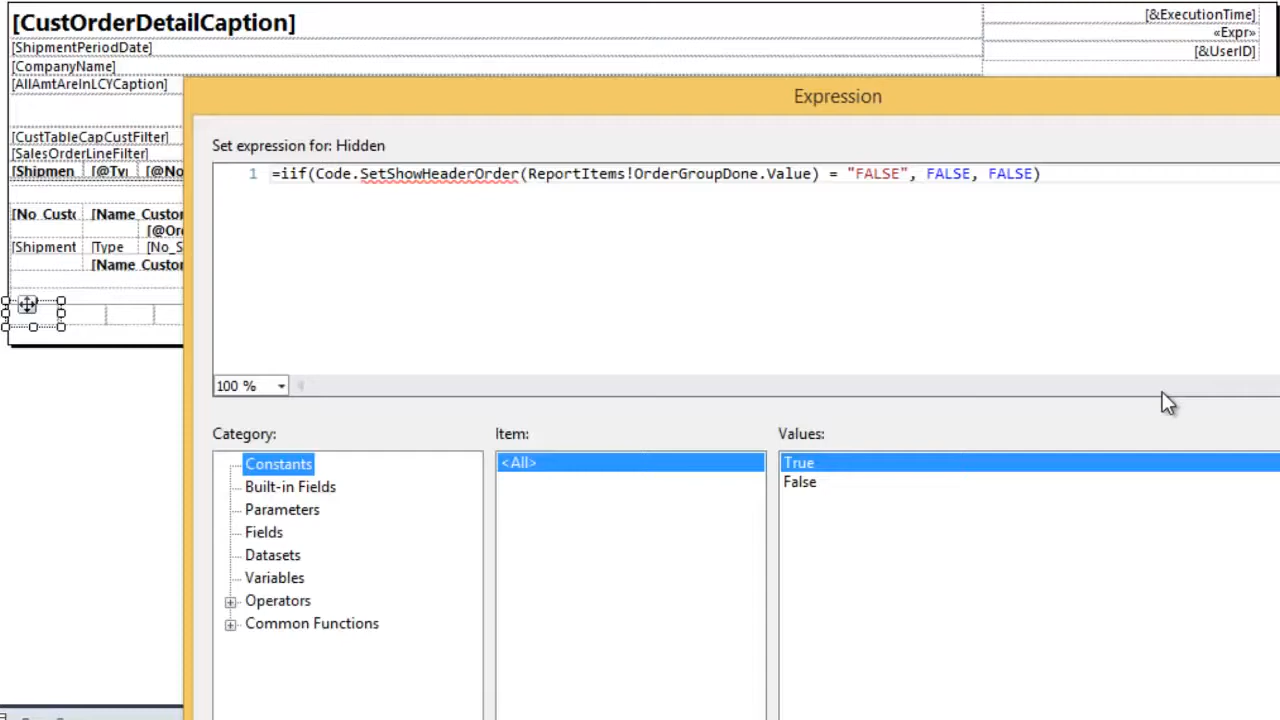 [CustOrderDetailCaption]
[&ExecutionTime]
«Expr»
[ShipmentPeriodDate]
[&UserID]
[CompanyName]
[AllAmtAreInLCYCaption]
Expression
[CustTableCapCustFilter]
Set expression for: Hidden
[SalesOrderLineFilter]
[Shipmen [@Ty [@No
1 =iif(Code.SetShowHeaderOrder(ReportItems!OrderGroupDone.Value) = "FALSE", FALSE, FALSE)
[No_Custo [Name_Custor
[@Ord
[Shipment [Type [No_S
[Name_Custor
100 %
Category:
Item:
Values:
Constants
Built-in Fields
Parameters
Fields
Datasets
Variables
Operators
Common Functions
<All>
True
False